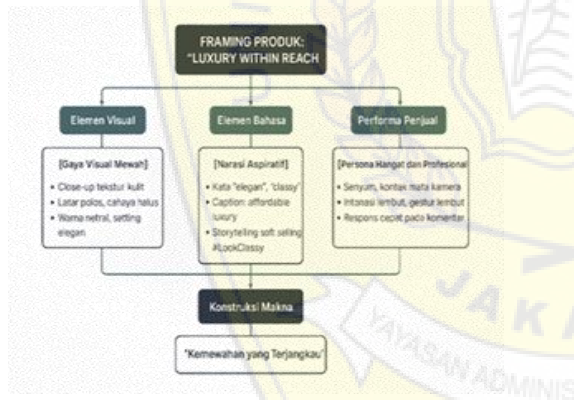 FRAMING PRODUK:
"LUXURY WITHIN REACH
Elemen Visual
Elemen Bahasa
Performa Penjual
[Gaya Visual Mewah]
• Close-up tekstur kulit
• Latar polos, cahaya halus
• Warna netral, setting
elegan
[Narasi Aspiratif]
• Kata "elegan", "classy"
• Caption: affordable
luxury
• Storytelling soft selling
#LookClassy
[Persona Hangat dan Profesional
• Senyum, kontak mata kamera
• Intonasi lembut, gestur lembut
• Respons cepat pada komentar
Konstruksi Makna
"Kemewahan yang Terjangkau"
JAKA
YAYASAN ADMINIS